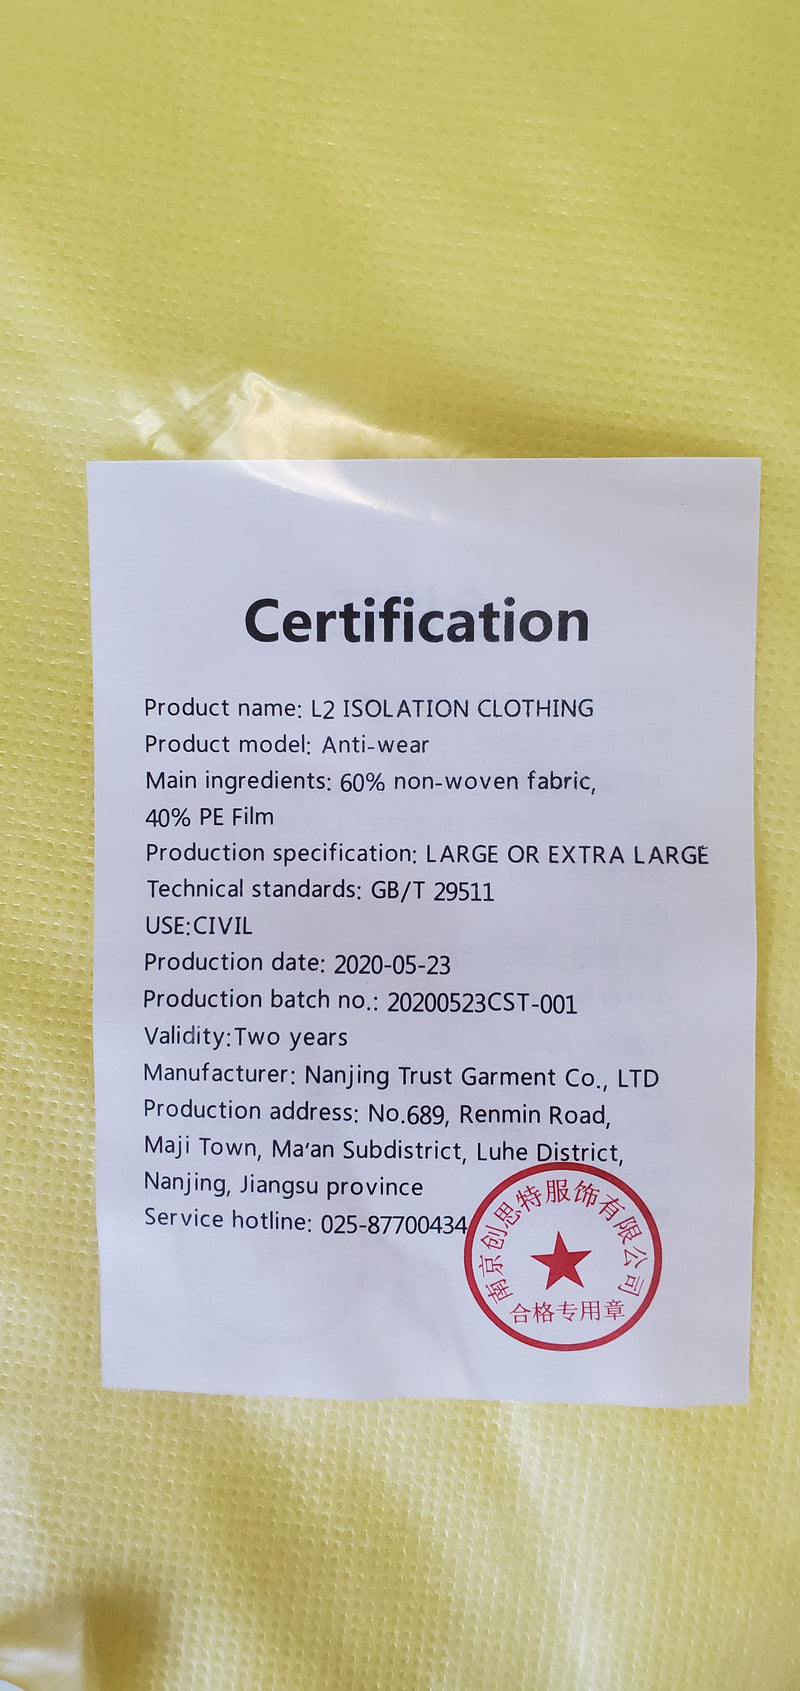 Certification
Product name: L2 ISOLATION CLOTHING
Product model: Anti-wear
Main ingredients: 60% non-woven fabric,
40% PE Film
Production specification: LARGE OR EXTRA LARGE
Technical standards: GB/T 29511
USE:CIVIL
Production date: 2020-05-23
Production batch no.: 20200523CST-001
Validity:Two years
Manufacturer: Nanjing Trust Garment Co., LTD
Production address: No.689, Renmin Road,
Maji Town, Ma'an Subdistrict, Luhe District,
Nanjing, Jiangsu province
Service hotline: 025-87700434
南京创思特服饰有限公司
合格专用章